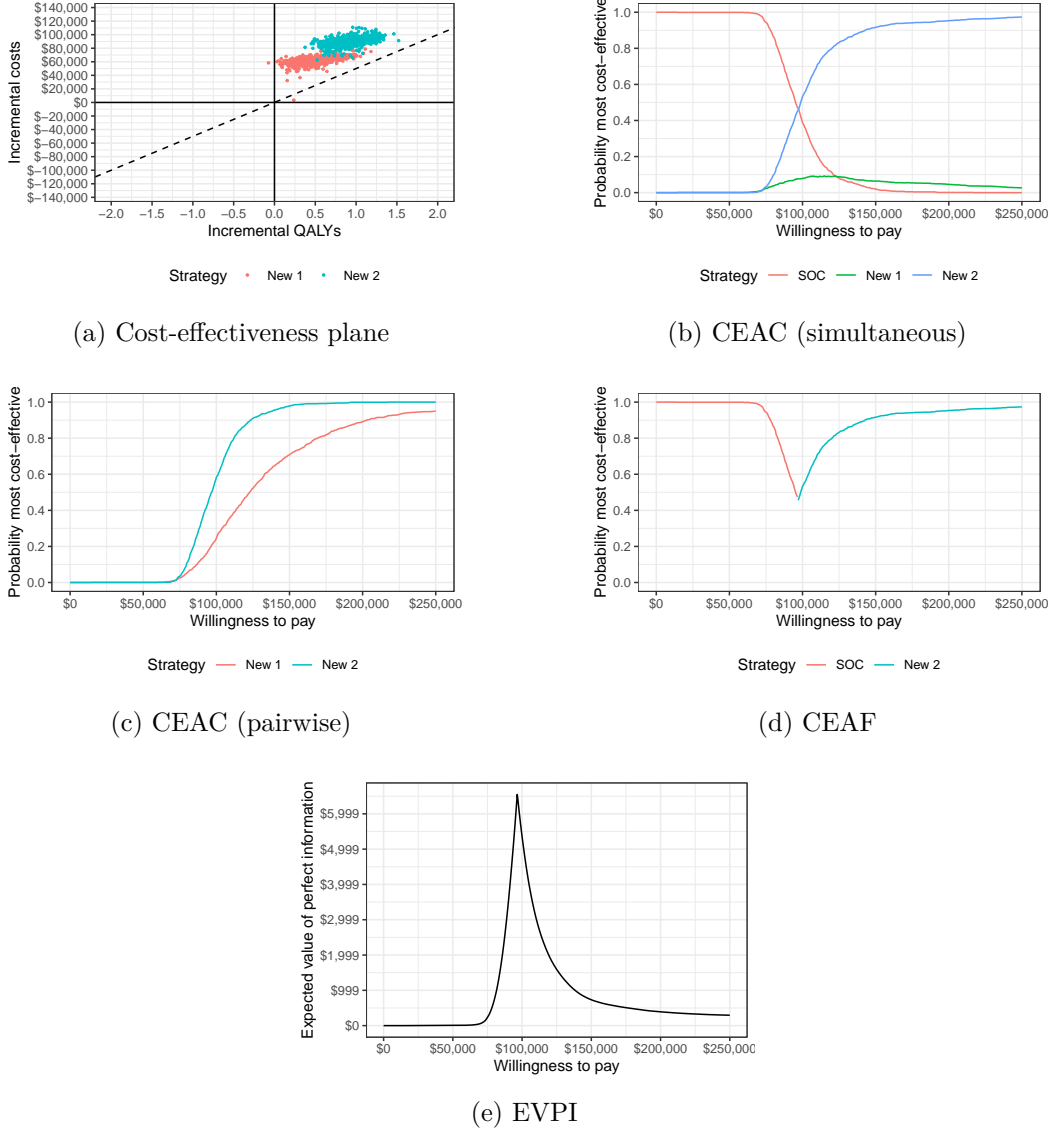 Incremental costs
$140,000
$120,000
$100,000
$80,000
$60,000
$40,000
$20,000
$0
$−20,000
$−40,000
$−60,000
$−80,000
$−100,000
$−120,000
$−140,000
−2.0 −1.5 −1.0 −0.5 0.0 0.5 1.0 1.5 2.0
Incremental QALYs
Strategy New 1 New 2
(a) Cost-effectiveness plane
Probability most cost−effective
1.0
0.8
0.6
0.4
0.2
0.0
$0 $50,000 $100,000 $150,000 $200,000 $250,000
Willingness to pay
Strategy SOC New 1 New 2
(b) CEAC (simultaneous)
Probability most cost−effective
1.0
0.8
0.6
0.4
0.2
0.0
$0 $50,000 $100,000 $150,000 $200,000 $250,000
Willingness to pay
Strategy New 1 New 2
(c) CEAC (pairwise)
Probability most cost−effective
1.0
0.8
0.6
0.4
0.2
0.0
$0 $50,000 $100,000 $150,000 $200,000 $250,000
Willingness to pay
Strategy SOC New 2
(d) CEAF
Expected value of perfect information
$5,999
$4,999
$3,999
$2,999
$1,999
$999
$0
$0 $50,000 $100,000 $150,000 $200,000 $250,000
Willingness to pay
(e) EVPI